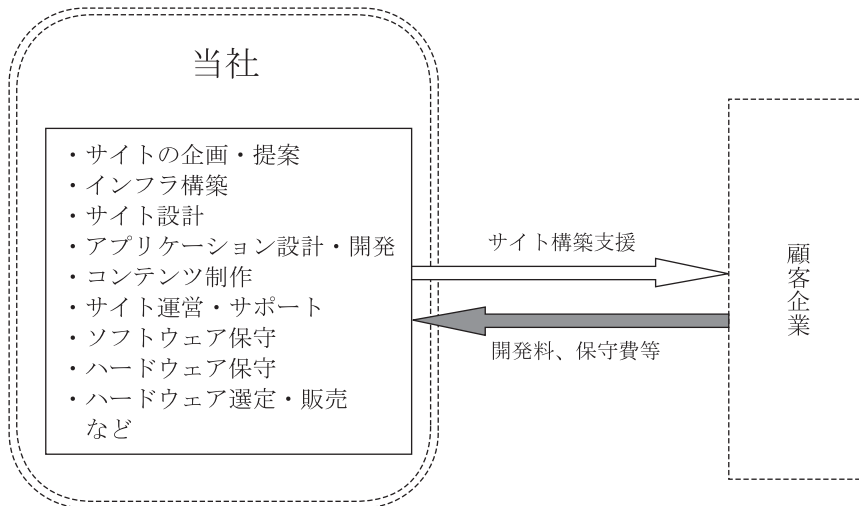 当社
・サイトの企画・提案
・インフラ構築
・サイト設計
・アプリケーション設計・開発
・コンテンツ制作
・サイト運営・サポート
・ソフトウェア保守
・ハードウェア保守
・ハードウェア選定・販売
など
サイト構築支援
開発料、保守費等
顧客企業